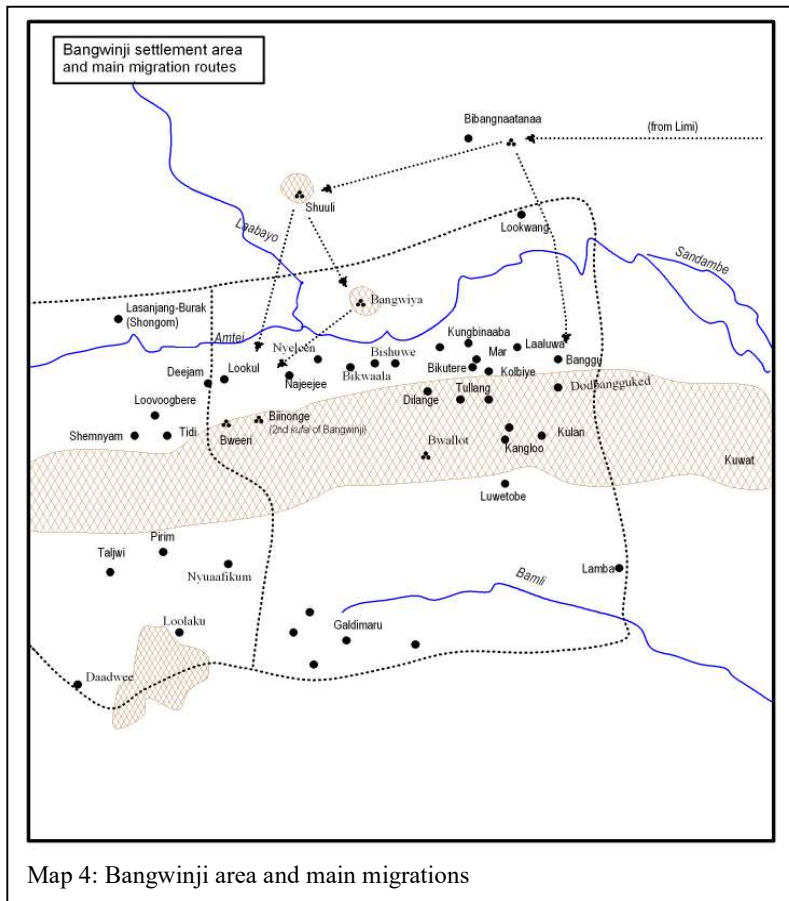 Bangwinji settlement area
and main migration routes
Bibangnaatanaa
(from Limi)
Shuuli
Lookwang
Laabayo
Sandambe
Bangwiya
Lasanjang-Burak
(Shongom)
Amtei
Kungbinaaba
Nyeleen
Bishuwe
Mar
Laaluwa
Deejam
Lookul
Najeejee
Bikwaala
Bikutere
Kolbiye
Banggu
Loovoogbere
Dilange
Tullang
Dodbangguked
Shemnyam
Tidi
Bweeri
Biinonge
(2nd kufai of Bangwinji)
Bwallot
Kangloo
Kulan
Kuwat
Luwetobe
Pirim
Taljwi
Nyuaafikum
Lamba
Bamli
Loolaku
Galdimaru
Daadwee
Map 4: Bangwinji area and main migrations